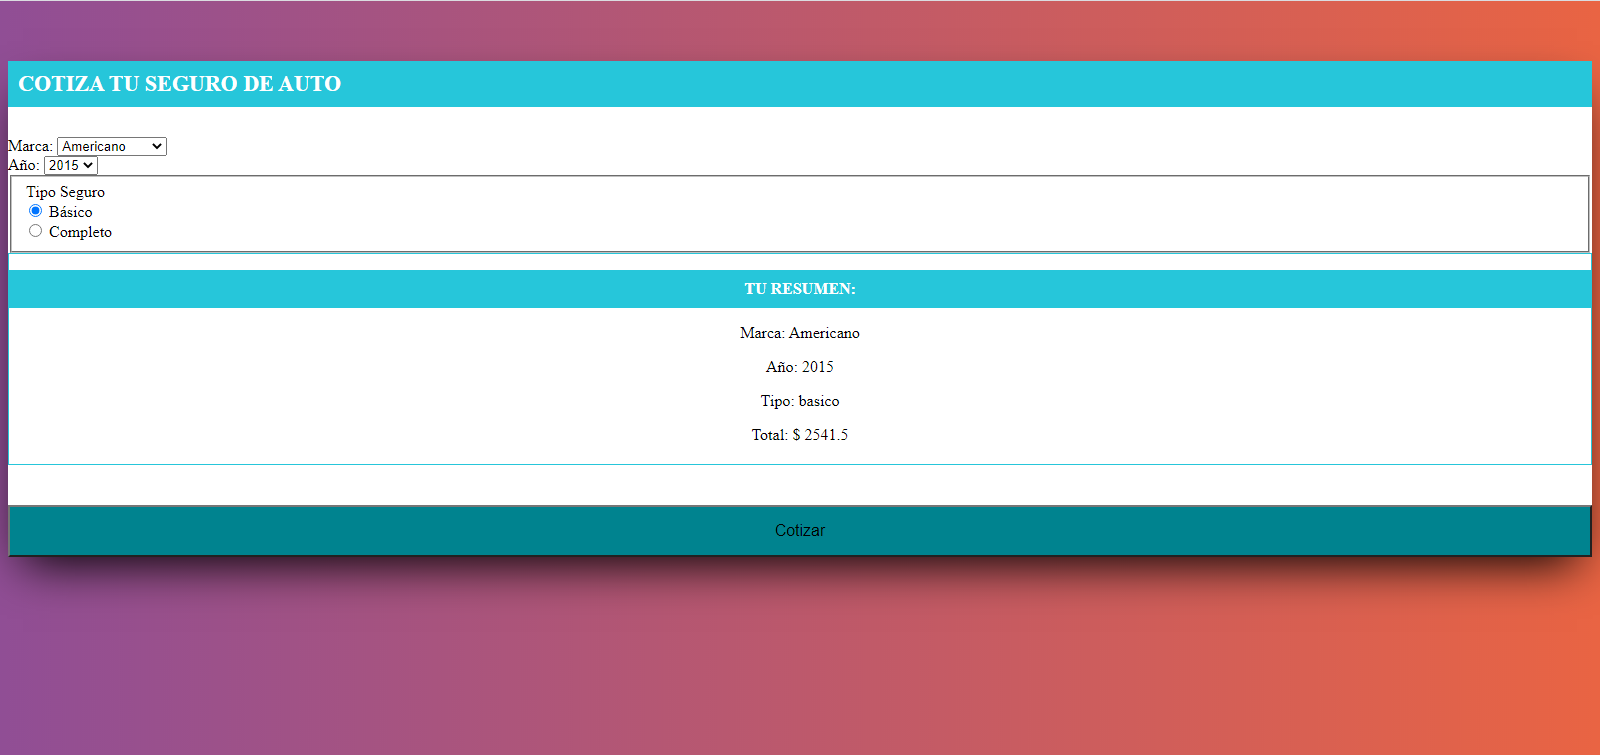 COTIZA TU SEGURO DE AUTO
Marca: Americano
Año: 2015
Tipo Seguro
Básico
Completo
TU RESUMEN:
Marca: Americano
Año: 2015
Tipo: basico
Total: $ 2541.5
Cotizar